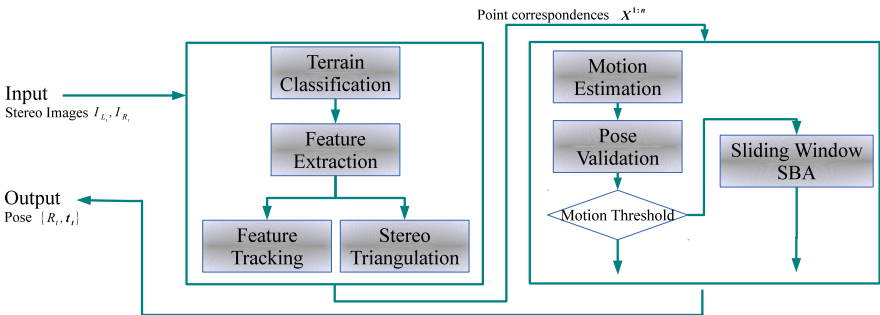 Point correspondences X^{1:n}
Input
Stereo Images I_{L_t}, I_{R_t}
Output
Pose {R_t, t_t}
Terrain
Classification
Feature
Extraction
Feature
Tracking
Stereo
Triangulation
Motion
Estimation
Pose
Validation
Motion Threshold
Sliding Window
SBA